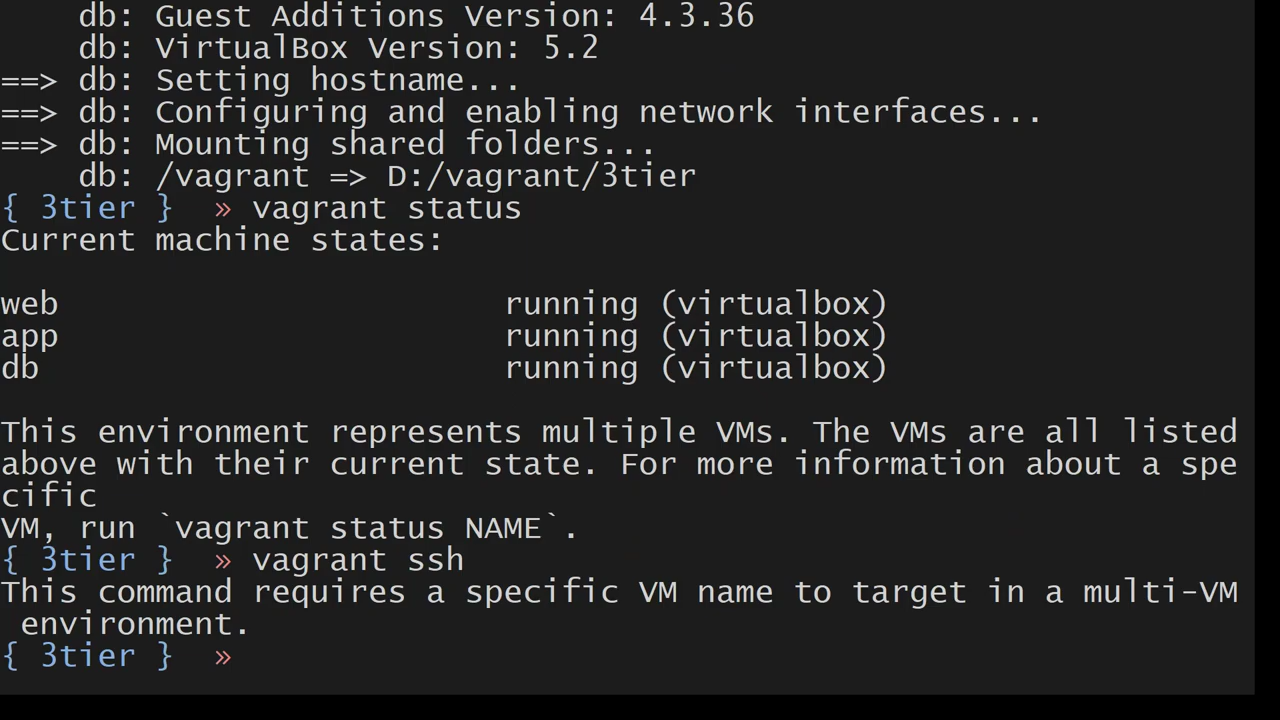 db: Guest Additions Version: 4.3.36
db: VirtualBox Version: 5.2
==> db: Setting hostname...
==> db: Configuring and enabling network interfaces...
==> db: Mounting shared folders...
db: /vagrant => D:/vagrant/3tier
{ 3tier } » vagrant status
Current machine states:
web running (virtualbox)
app running (virtualbox)
db running (virtualbox)
This environment represents multiple VMs. The VMs are all listed
above with their current state. For more information about a spe
cific
VM, run `vagrant status NAME`.
{ 3tier } » vagrant ssh
This command requires a specific VM name to target in a multi-VM
environment.
{ 3tier } »